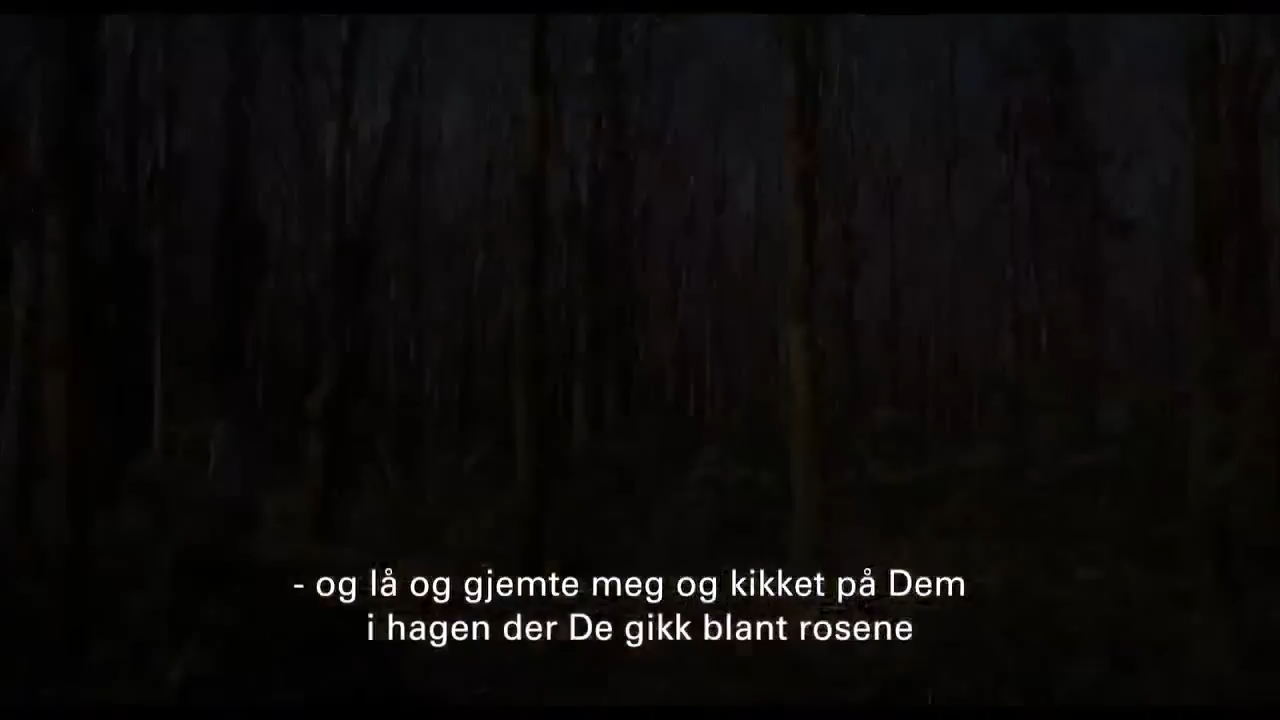 - og lå og gjemte meg og kikket på Dem
i hagen der De gikk blant rosene